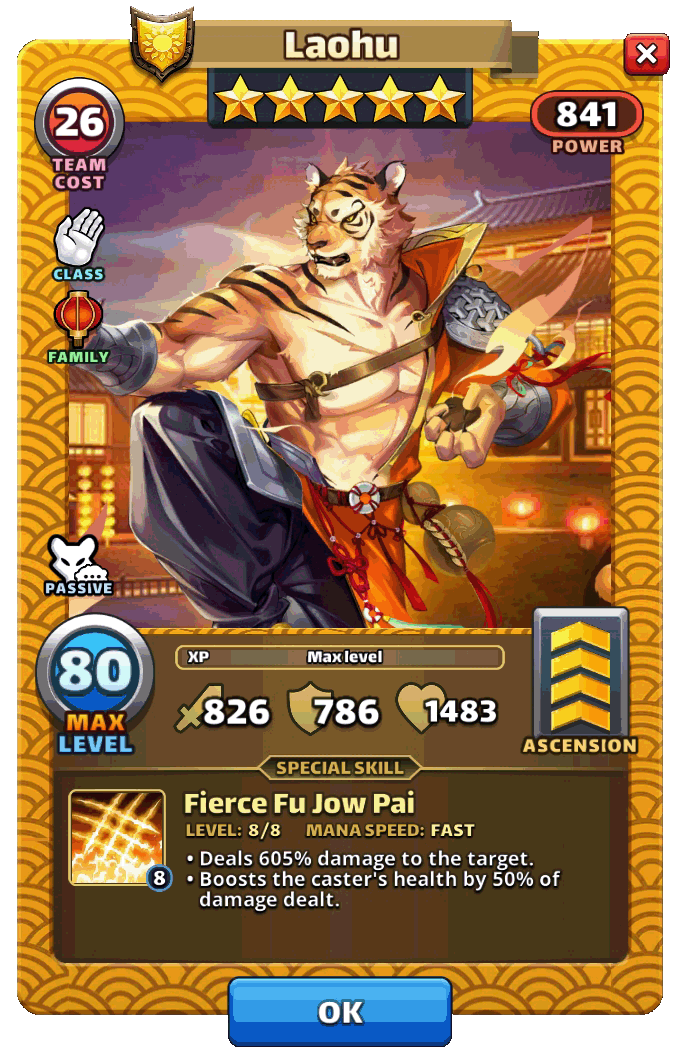 Laohu
26
TEAM
COST
841
POWER
CLASS
FAMILY
PASSIVE
80
MAX
LEVEL
XP Max level
826 786 1483
ASCENSION
SPECIAL SKILL
Fierce Fu Jow Pai
LEVEL: 8/8 MANA SPEED: FAST
8
• Deals 605% damage to the target.
• Boosts the caster's health by 50% of
damage dealt.
OK